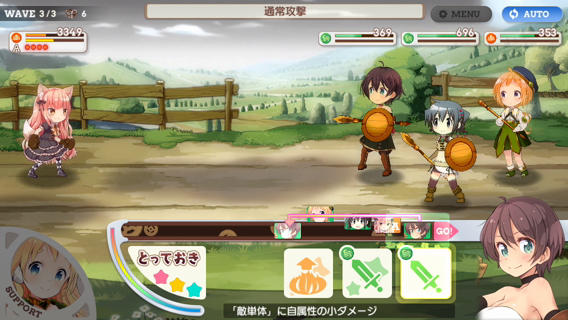 WAVE 3/3 6
通常攻撃
MENU
AUTO
3349
369
696
353
A
GO!
とっておき
SUPPORT
「敵単体」に自属性の小ダメージ